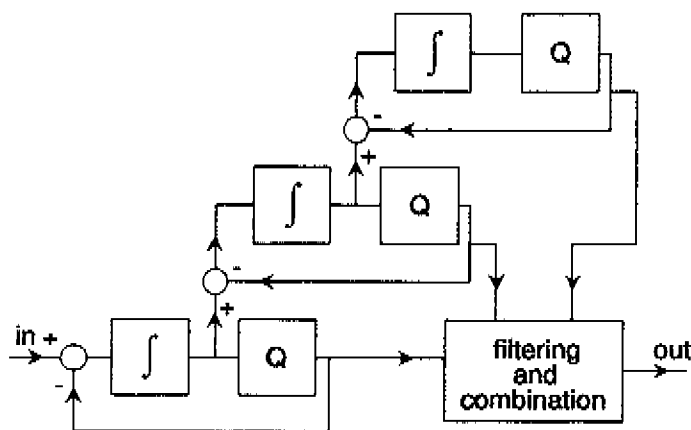 ∫ Q
-
+
∫ Q
-
+
in + ∫ Q
-
filtering
and
combination
out